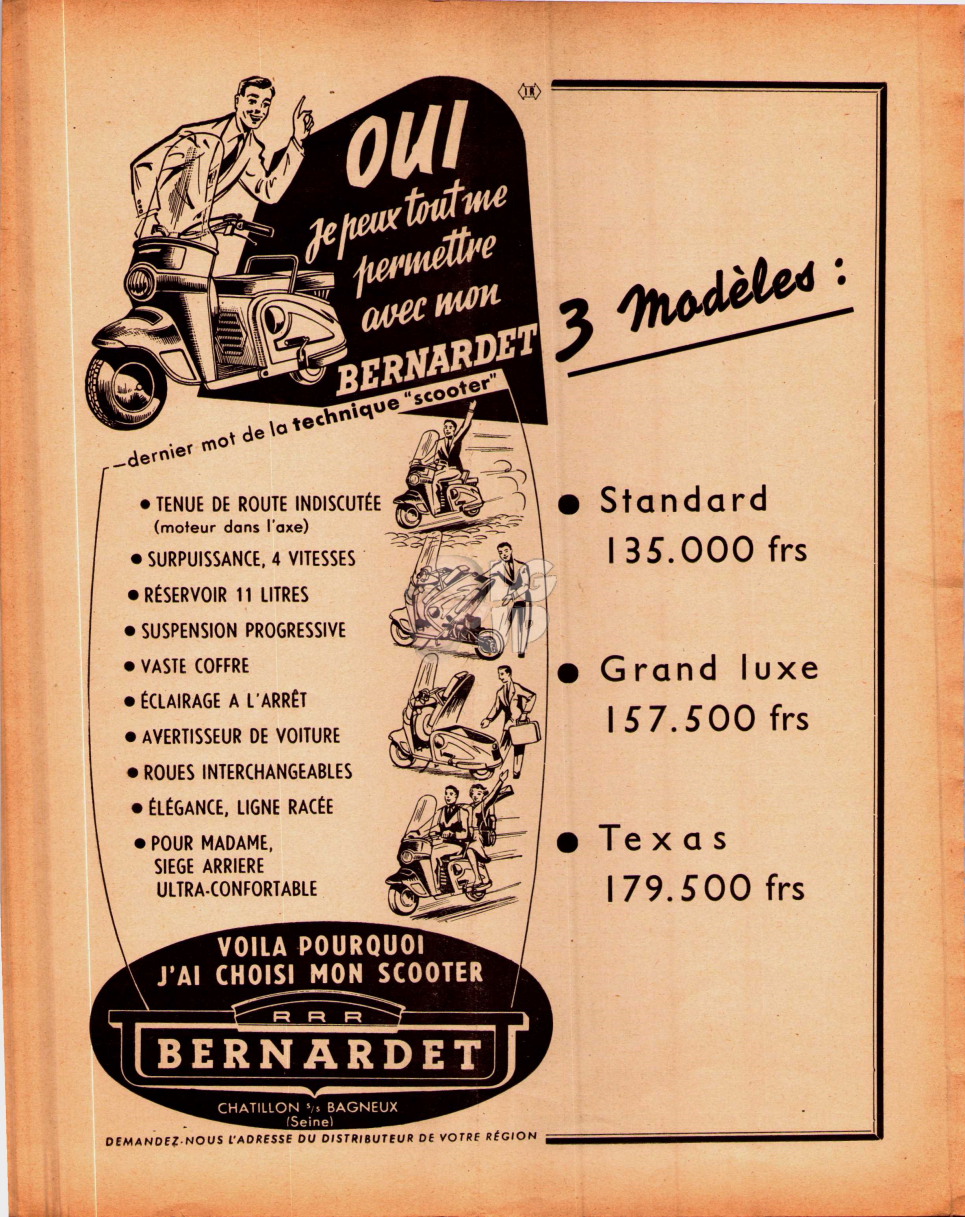 OUI
Je peux tout me
permettre
avec mon
BERNARDET
—dernier mot de la technique "scooter"
● TENUE DE ROUTE INDISCUTÉE
(moteur dans l'axe)
● SURPUISSANCE, 4 VITESSES
● RÉSERVOIR 11 LITRES
● SUSPENSION PROGRESSIVE
● VASTE COFFRE
● ÉCLAIRAGE A L'ARRÊT
● AVERTISSEUR DE VOITURE
● ROUES INTERCHANGEABLES
● ÉLÉGANCE, LIGNE RACÉE
● POUR MADAME,
SIEGE ARRIERE
ULTRA-CONFORTABLE
VOILA POURQUOI
J'AI CHOISI MON SCOOTER
R R R
BERNARDET
CHATILLON s/s BAGNEUX
(Seine)
DEMANDEZ-NOUS L'ADRESSE DU DISTRIBUTEUR DE VOTRE RÉGION
3 Modèles :
● Standard
135.000 frs
● Grand luxe
157.500 frs
● Texas
179.500 frs